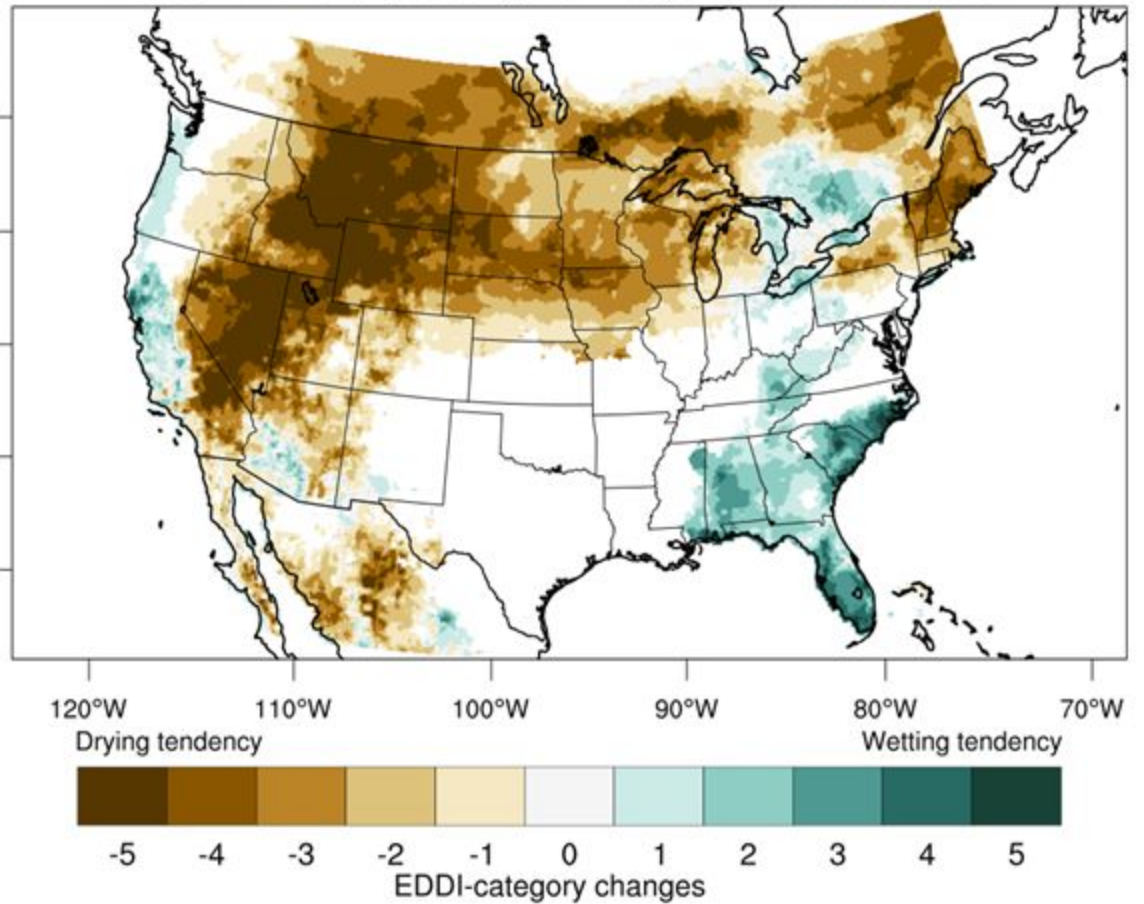 120°W 110°W 100°W 90°W 80°W 70°W
Drying tendency Wetting tendency
-5 -4 -3 -2 -1 0 1 2 3 4 5
EDDI-category changes